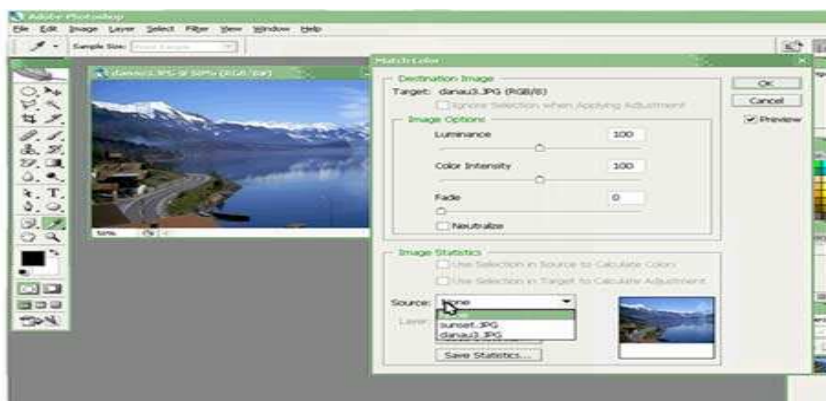 Adobe Photoshop
File Edit Image Layer Select Filter View Window Help
Sample Size: Point Sample
danau3.JPG @ 50% (RGB/8#)
50%
Match Color
Destination Image
Target: danau3.JPG (RGB/8)
Ignore Selection when Applying Adjustment
Image Options
Luminance 100
Color Intensity 100
Fade 0
Neutralize
OK
Cancel
Preview
Image Statistics
Use Selection in Source to Calculate Colors
Use Selection in Target to Calculate Adjustment
Source: None
sunset.JPG
danau3.JPG
Layer:
Save Statistics...